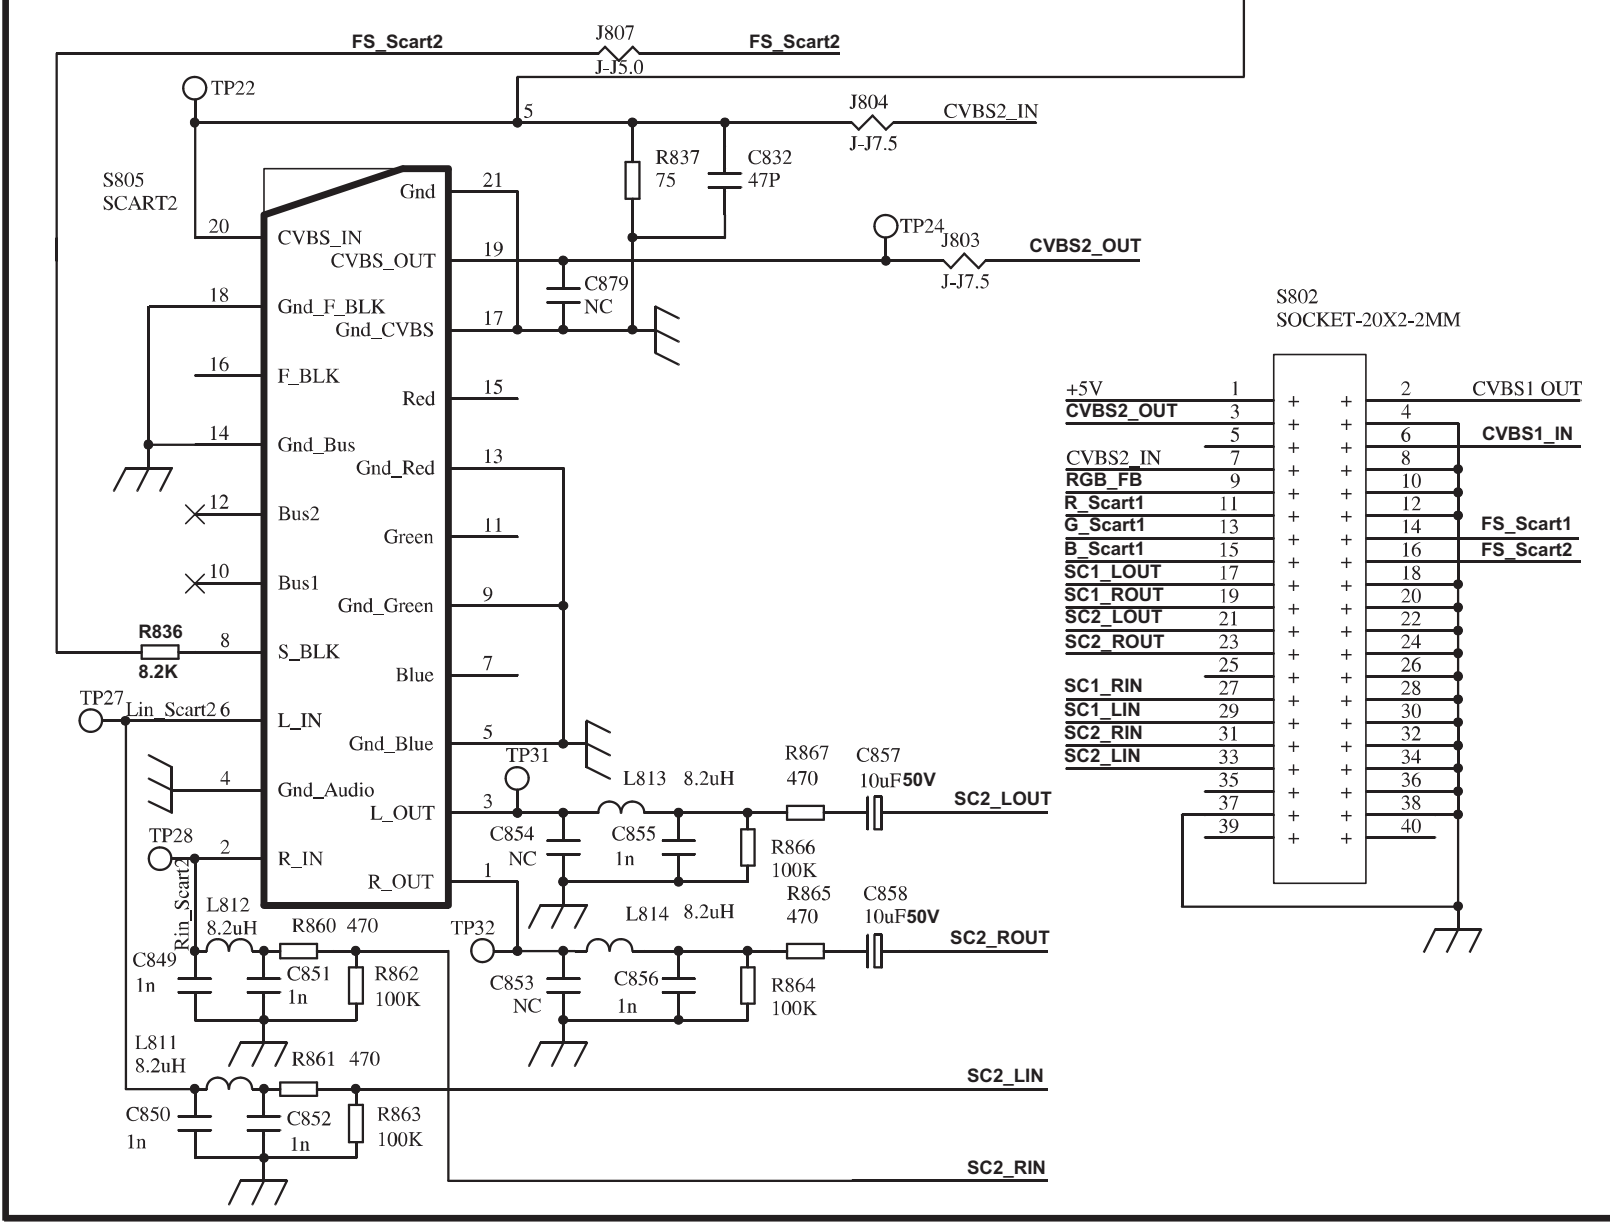 FS_Scart2 J807 FS_Scart2
J-J5.0
TP22
5 J804 CVBS2_IN
J-J7.5
R837 C832
75 47P
S805
SCART2
21 Gnd
20 CVBS_IN
19 CVBS_OUT
TP24 J803 CVBS2_OUT
J-J7.5
C879
NC
18 Gnd_F_BLK
17 Gnd_CVBS
16 F_BLK
15 Red
14 Gnd_Bus
13 Gnd_Red
12 Bus2
11 Green
10 Bus1
9 Gnd_Green
R836 8 S_BLK
8.2K
7 Blue
TP27 Lin_Scart2 6 L_IN
5 Gnd_Blue
4 Gnd_Audio
3 L_OUT
TP28 2 R_IN
1 R_OUT
Rin_Scart2
TP31
L813 8.2uH
R867 C857
470 10uF50V
SC2_LOUT
C854 C855
NC 1n
R866
100K
R865 C858
470 10uF50V
L814 8.2uH
TP32
SC2_ROUT
C853 C856
NC 1n
R864
100K
L812
8.2uH
R860 470
C849
1n
C851
1n
R862
100K
L811
8.2uH
R861 470
SC2_LIN
C850
1n
C852
1n
R863
100K
SC2_RIN
S802
SOCKET-20X2-2MM
+5V 1 2 CVBS1 OUT
CVBS2_OUT 3 4
5 6 CVBS1_IN
CVBS2_IN 7 8
RGB_FB 9 10
R_Scart1 11 12
G_Scart1 13 14 FS_Scart1
B_Scart1 15 16 FS_Scart2
SC1_LOUT 17 18
SC1_ROUT 19 20
SC2_LOUT 21 22
SC2_ROUT 23 24
25 26
SC1_RIN 27 28
SC1_LIN 29 30
SC2_RIN 31 32
SC2_LIN 33 34
35 36
37 38
39 40